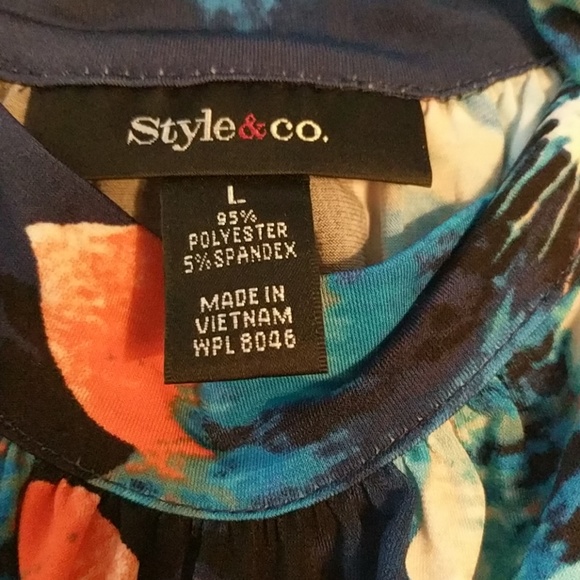 Style&co.
L
95%
POLYESTER
5% SPANDEX
MADE IN
VIETNAM
WPL 8046